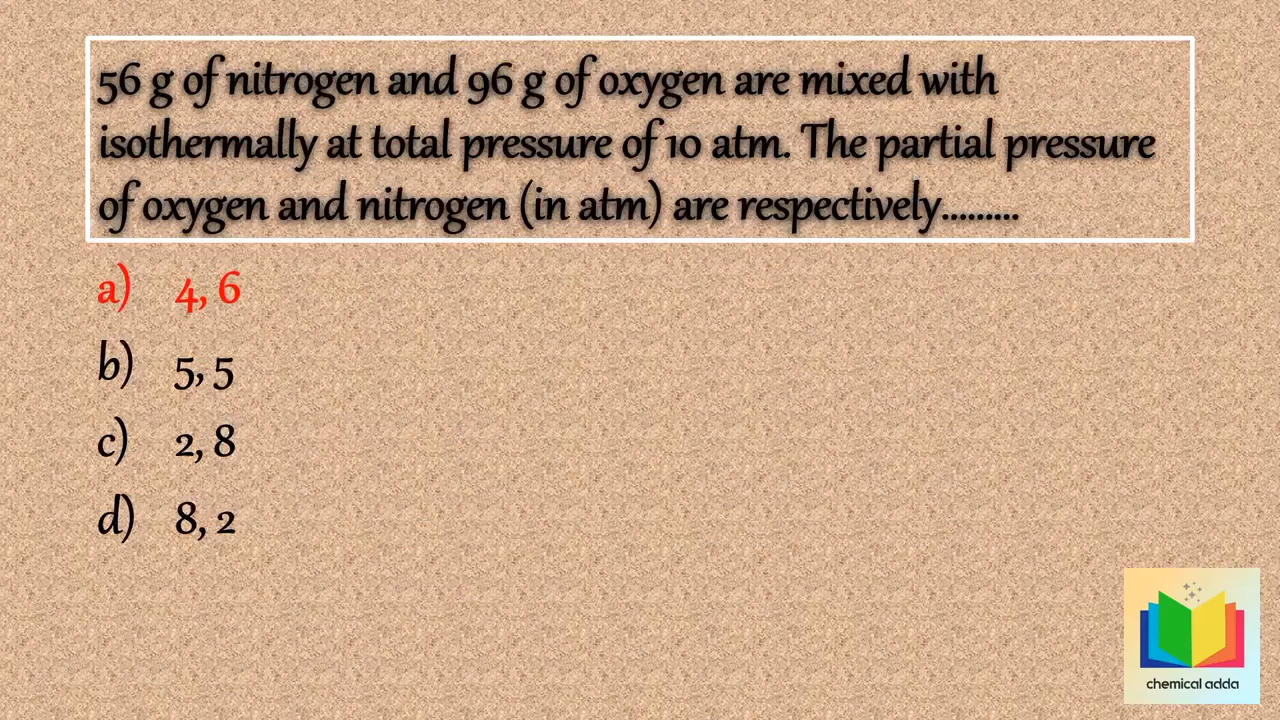 56 g of nitrogen and 96 g of oxygen are mixed with
isothermally at total pressure of 10 atm. The partial pressure
of oxygen and nitrogen (in atm) are respectively.........
a) 4, 6
b) 5, 5
c) 2, 8
d) 8, 2
chemical adda